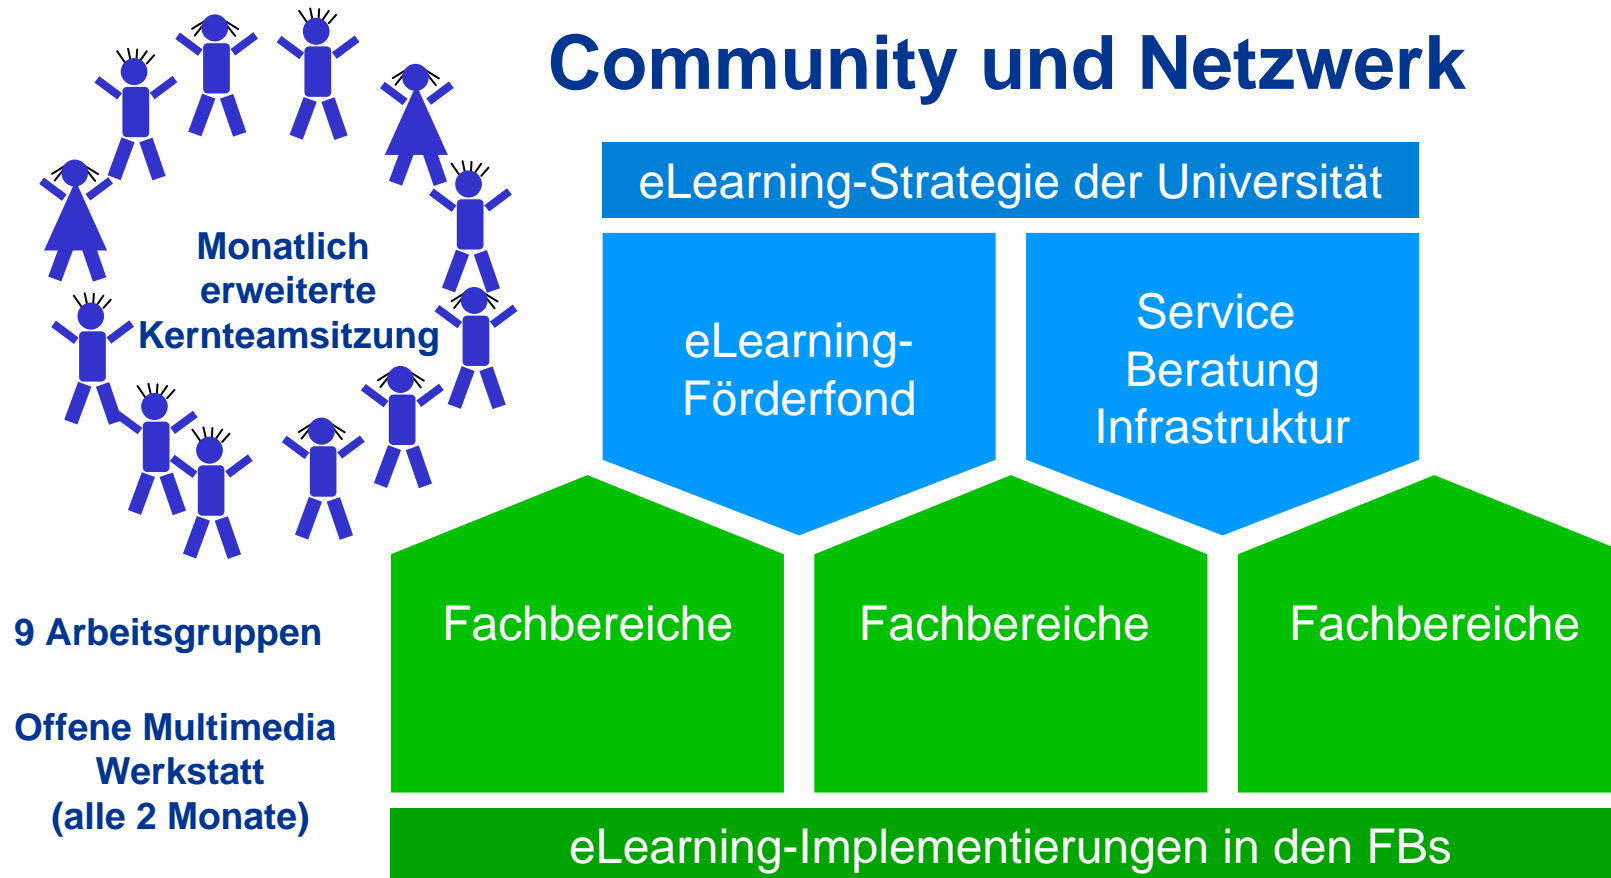 Community und Netzwerk
eLearning-Strategie der Universität
Monatlich
erweiterte
Kernteamsitzung
eLearning-
Förderfond
Service
Beratung
Infrastruktur
9 Arbeitsgruppen
Offene Multimedia
Werkstatt
(alle 2 Monate)
Fachbereiche
Fachbereiche
Fachbereiche
eLearning-Implementierungen in den FBs